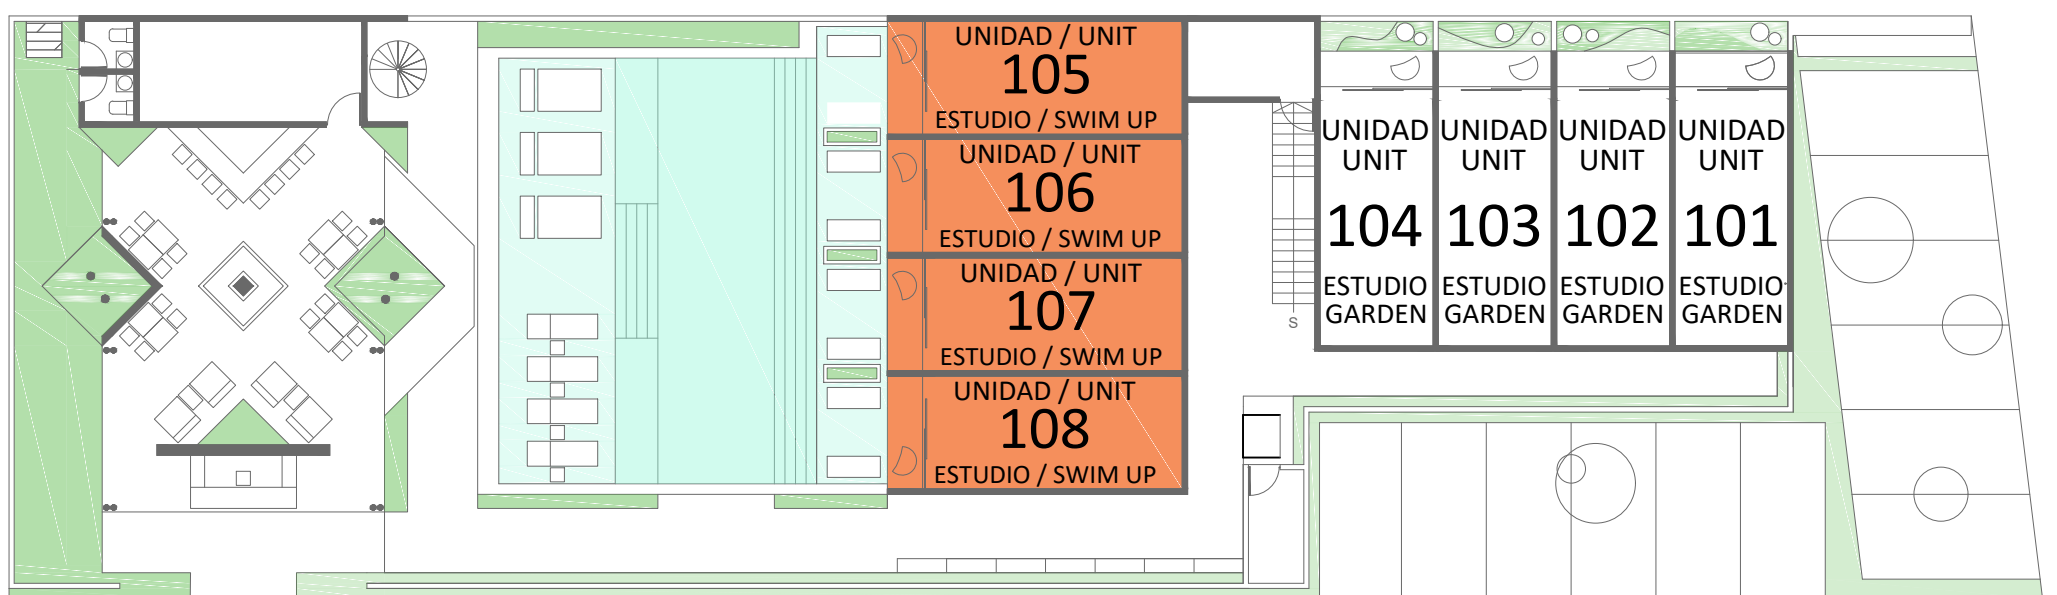 UNIDAD / UNIT
105
ESTUDIO / SWIM UP
UNIDAD / UNIT
106
ESTUDIO / SWIM UP
UNIDAD / UNIT
107
ESTUDIO / SWIM UP
UNIDAD / UNIT
108
ESTUDIO / SWIM UP
S
UNIDAD
UNIT
104
ESTUDIO
GARDEN
UNIDAD
UNIT
103
ESTUDIO
GARDEN
UNIDAD
UNIT
102
ESTUDIO
GARDEN
UNIDAD
UNIT
101
ESTUDIO
GARDEN